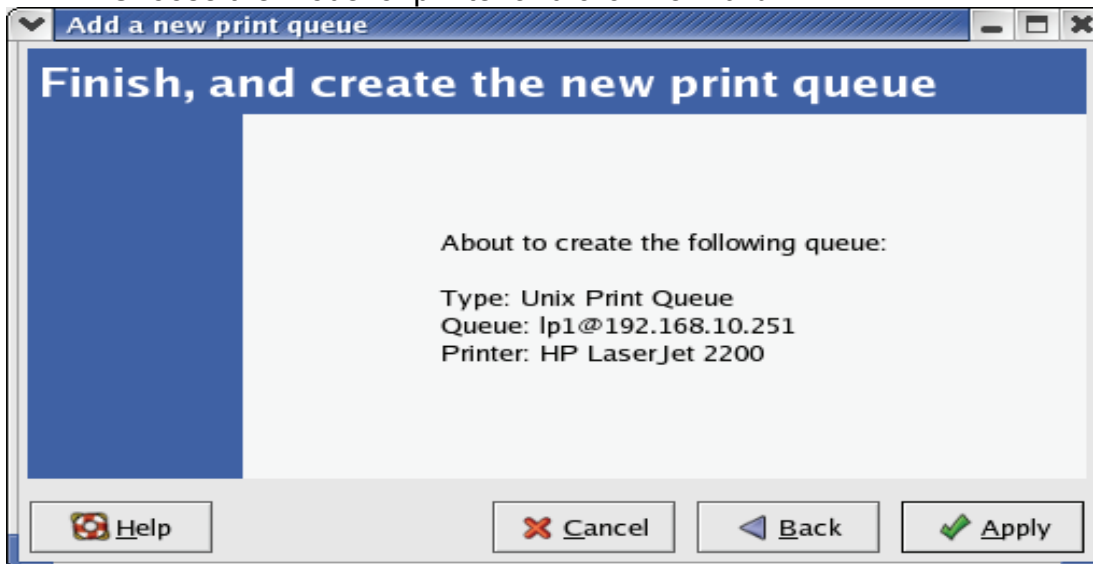 Add a new print queue
Finish, and create the new print queue
About to create the following queue:
Type: Unix Print Queue
Queue: lp1@192.168.10.251
Printer: HP LaserJet 2200
Help
Cancel
Back
Apply